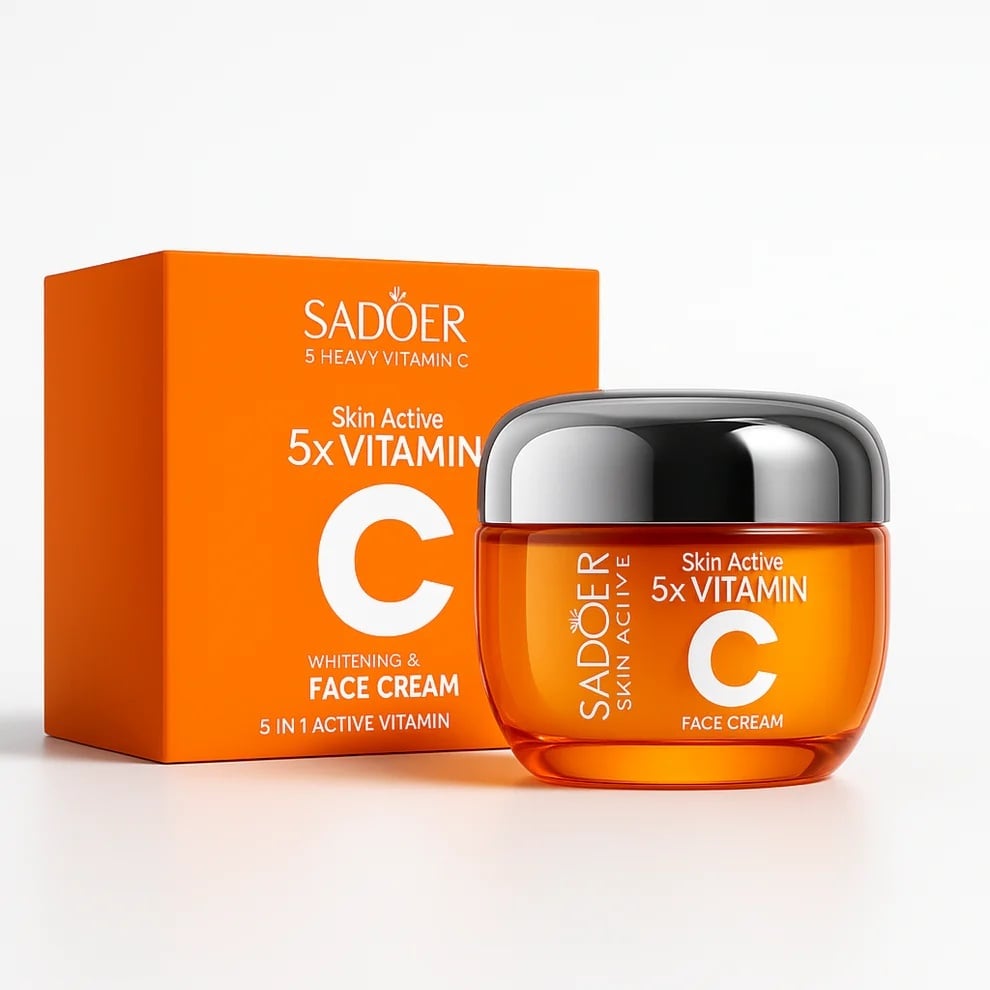 SADOER
5 HEAVY VITAMIN C
Skin Active
5x VITAMIN
C
WHITENING &
FACE CREAM
5 IN 1 ACTIVE VITAMIN
SADOER
SKIN ACIIVE
Skin Active
5x VITAMIN
C
FACE CREAM